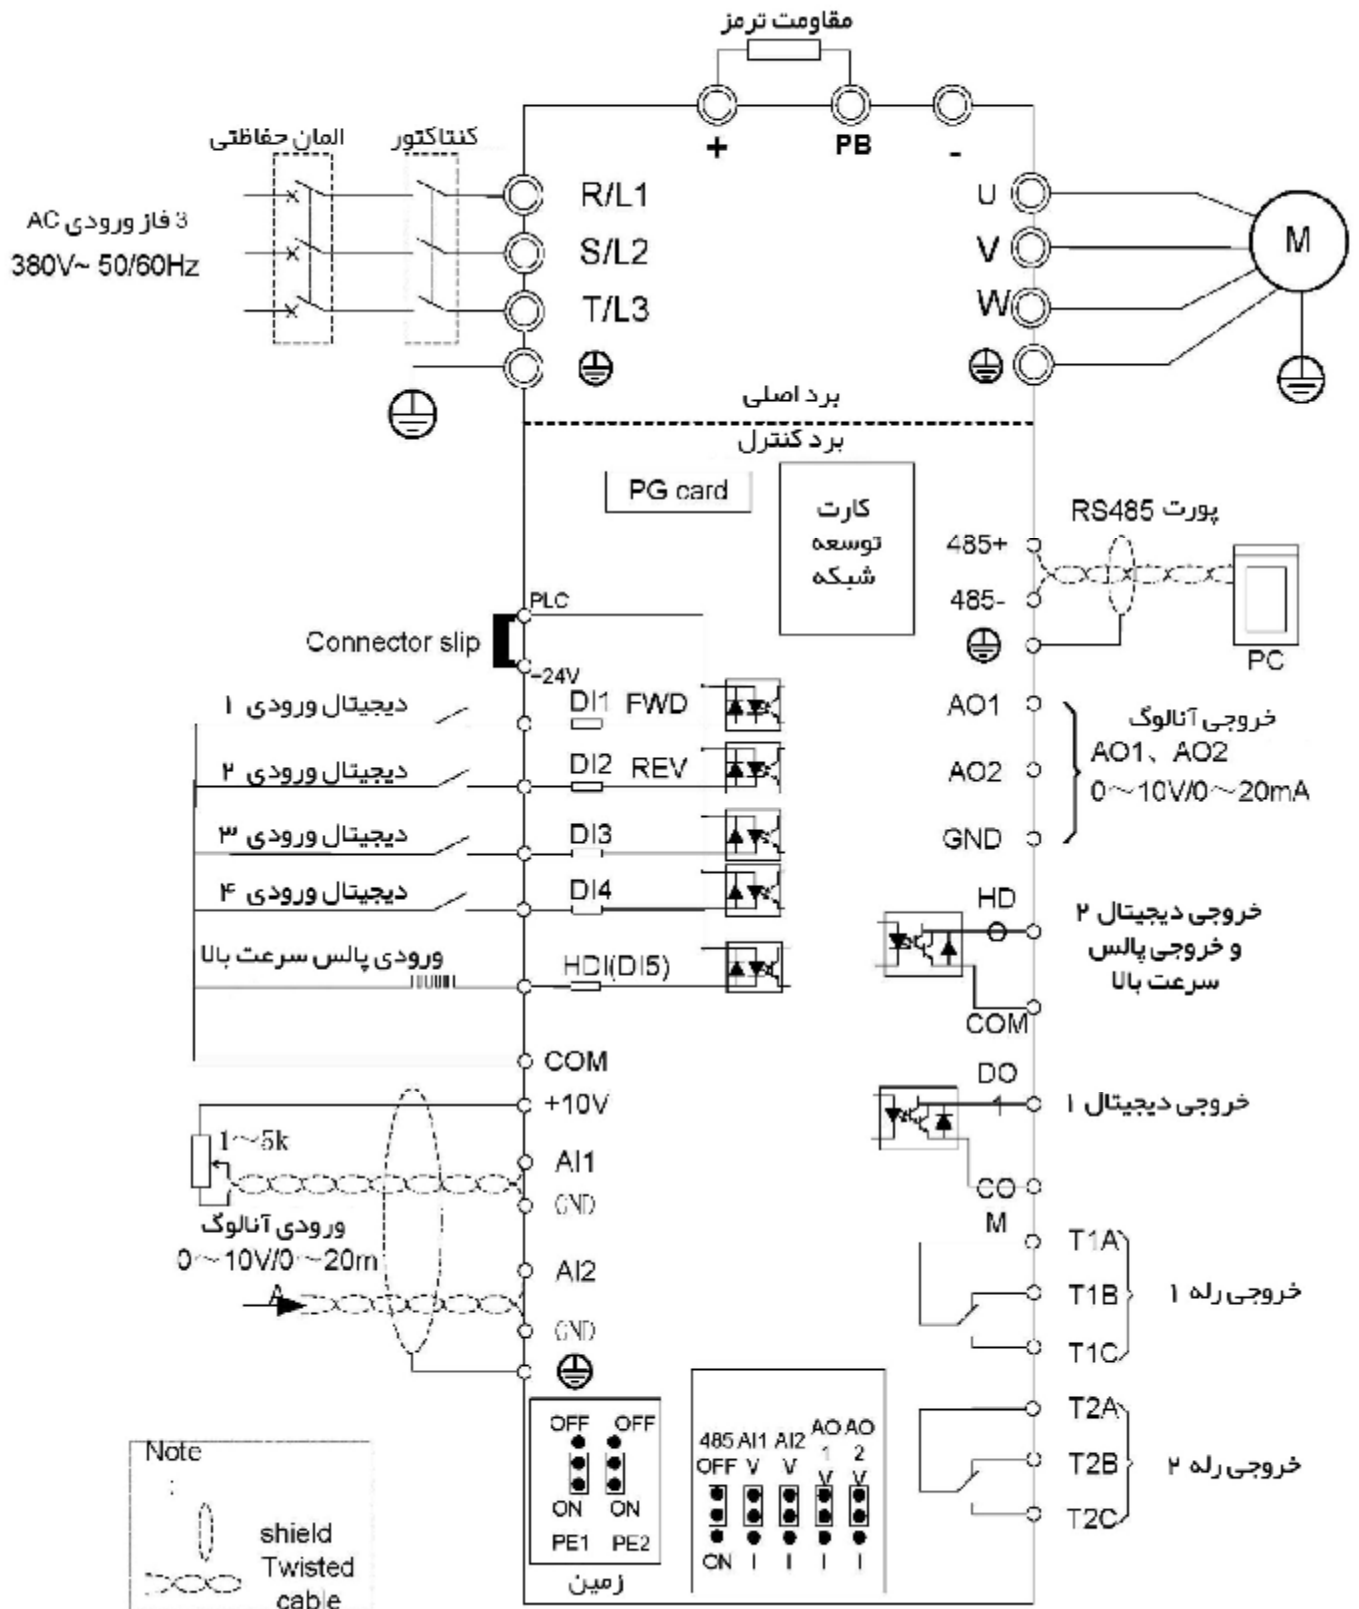 مقاومت ترمز
+
PB
-
المان حفاظتی
کنتاکتور
3 فاز ورودی AC
380V~ 50/60Hz
R/L1
S/L2
T/L3
U
V
W
M
برد اصلی
برد کنترل
PG card
کارت
توسعه
شبکه
پورت RS485
485+
485-
PC
PLC
Connector slip
-24V
دیجیتال ورودی ۱
DI1 FWD
دیجیتال ورودی ۲
DI2 REV
دیجیتال ورودی ۳
DI3
دیجیتال ورودی ۴
DI4
ورودی پالس سرعت بالا
HDI(DI5)
COM
+10V
1~5k
AI1
GND
ورودی آنالوگ
0~10V/0~20m
A
AI2
GND
AO1
AO2
GND
خروجی آنالوگ
AO1、AO2
0~10V/0~20mA
HD
خروجی دیجیتال ۲
و خروجی پالس
سرعت بالا
COM
DO
خروجی دیجیتال ۱
CO
M
T1A
T1B
T1C
خروجی رله ۱
T2A
T2B
T2C
خروجی رله ۲
OFF OFF
ON ON
PE1 PE2
زمین
485 AI1 AI2 AO AO
1 2
OFF V V V V
ON I I I I
Note
:
shield
Twisted
cable